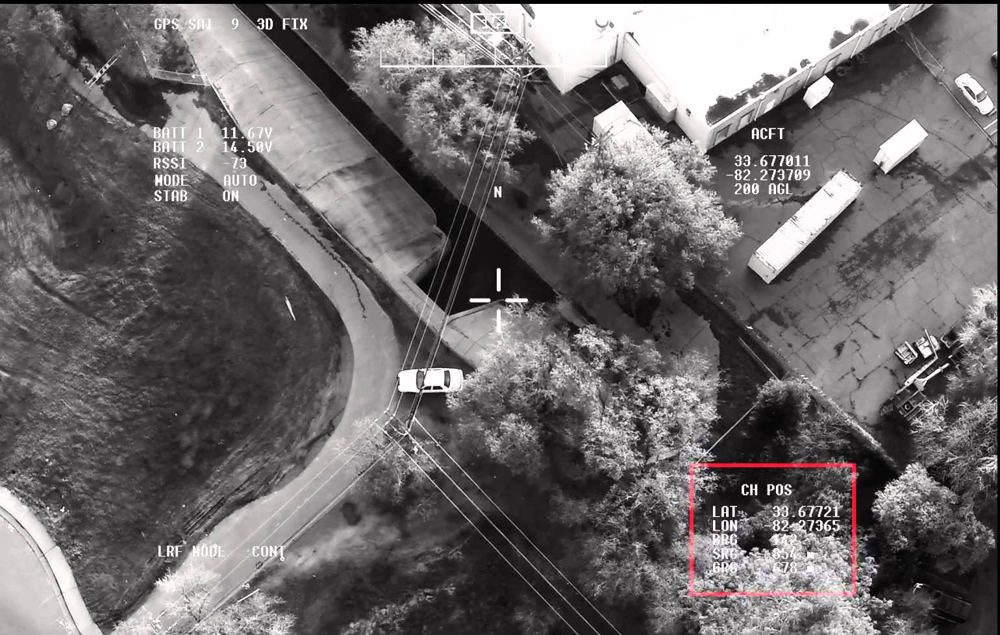 GPS SAT 9 3D FIX
BATT 1 11.67V
BATT 2 14.50V
RSSI -73
MODE AUTO
STAB ON
N
ACFT
33.677011
-82.273709
200 AGL
CH POS
LAT 33.67721
LON -82.27365
BRG 142
SRG 854 m
GRG 678 m
LRF MODE CONT